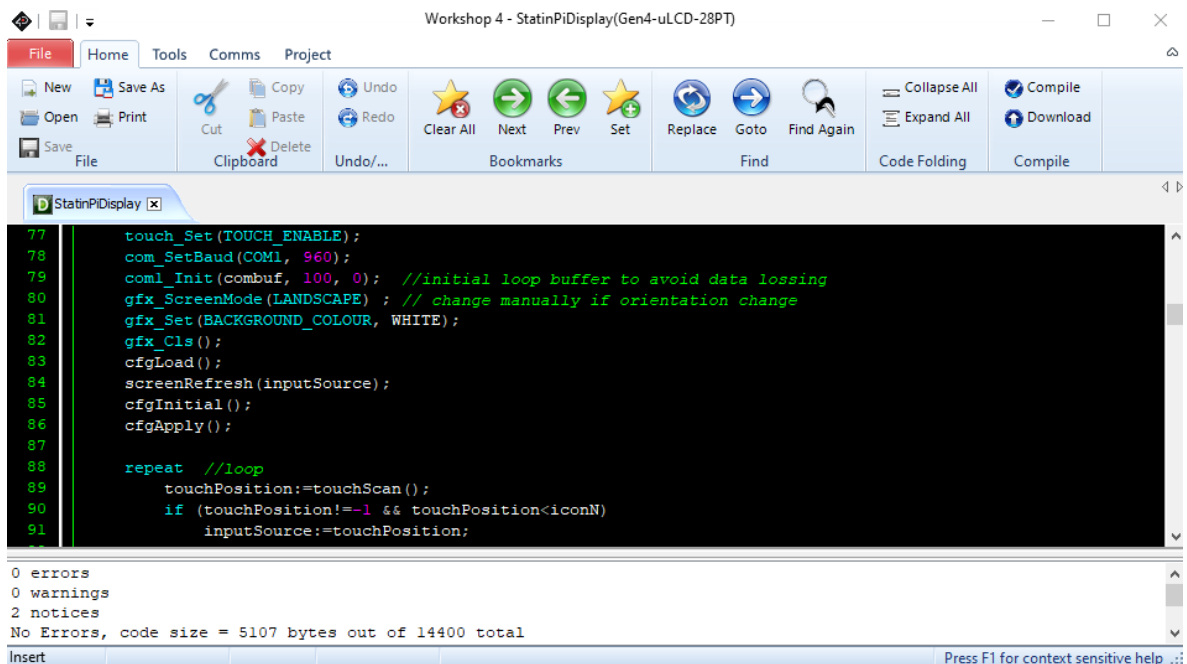 Workshop 4 - StatinPiDisplay(Gen4-uLCD-28PT)
File Home Tools Comms Project
New Save As Copy Undo Collapse All Compile
Open Print Paste Redo Expand All Download
Cut Clear All Next Prev Set Replace Goto Find Again
Save Delete
File Clipboard Undo/... Bookmarks Find Code Folding Compile
StatinPiDisplay
77 touch_Set(TOUCH_ENABLE);
78 com_SetBaud(COM1, 960);
79 com1_Init(combuf, 100, 0); //initial loop buffer to avoid data lossing
80 gfx_ScreenMode(LANDSCAPE) ; // change manually if orientation change
81 gfx_Set(BACKGROUND_COLOUR, WHITE);
82 gfx_Cls();
83 cfgLoad();
84 screenRefresh(inputSource);
85 cfgInitial();
86 cfgApply();
87
88 repeat //loop
89 touchPosition:=touchScan();
90 if (touchPosition!=-1 && touchPosition<iconN)
91 inputSource:=touchPosition;
0 errors
0 warnings
2 notices
No Errors, code size = 5107 bytes out of 14400 total
Insert Press F1 for context sensitive help